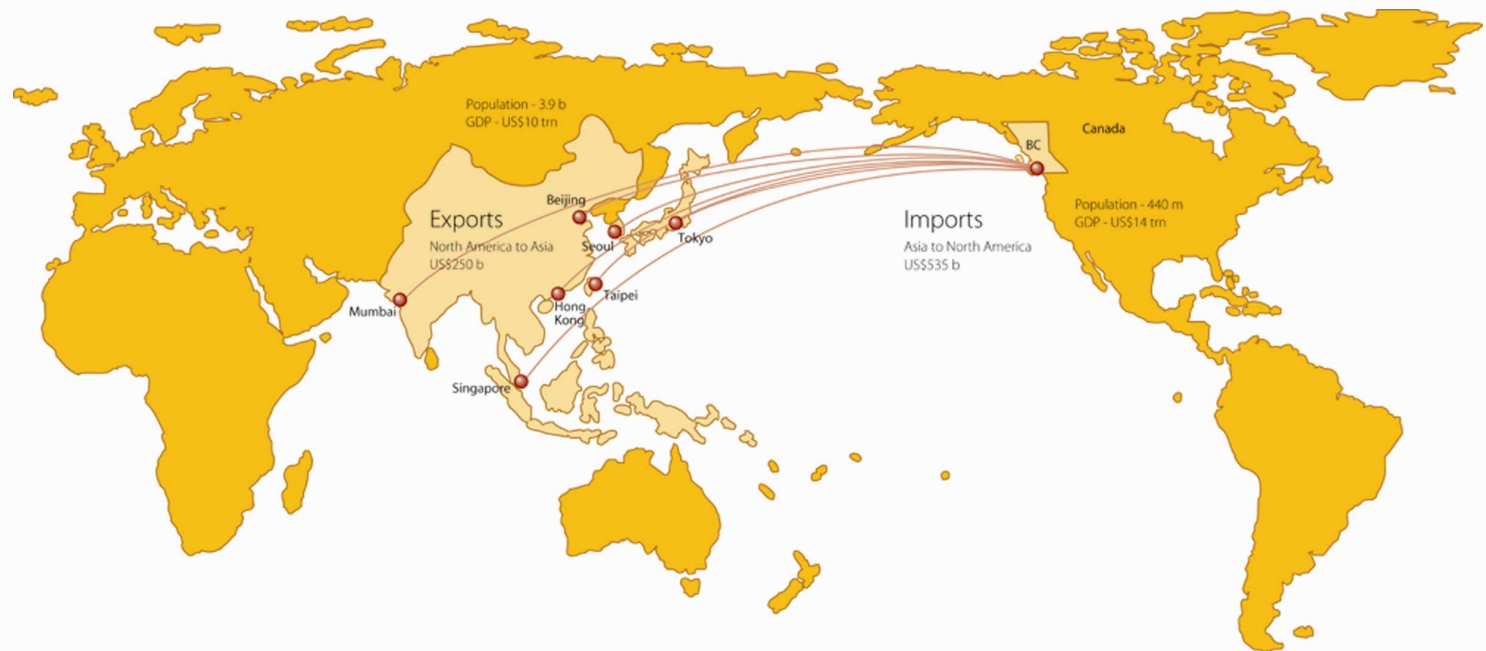 Population - 3.9 b
GDP - US$10 trn
Canada
BC
Beijing
Exports
North America to Asia
US$250 b
Seoul
Tokyo
Imports
Asia to North America
US$535 b
Population - 440 m
GDP - US$14 trn
Mumbai
Hong
Kong
Taipei
Singapore